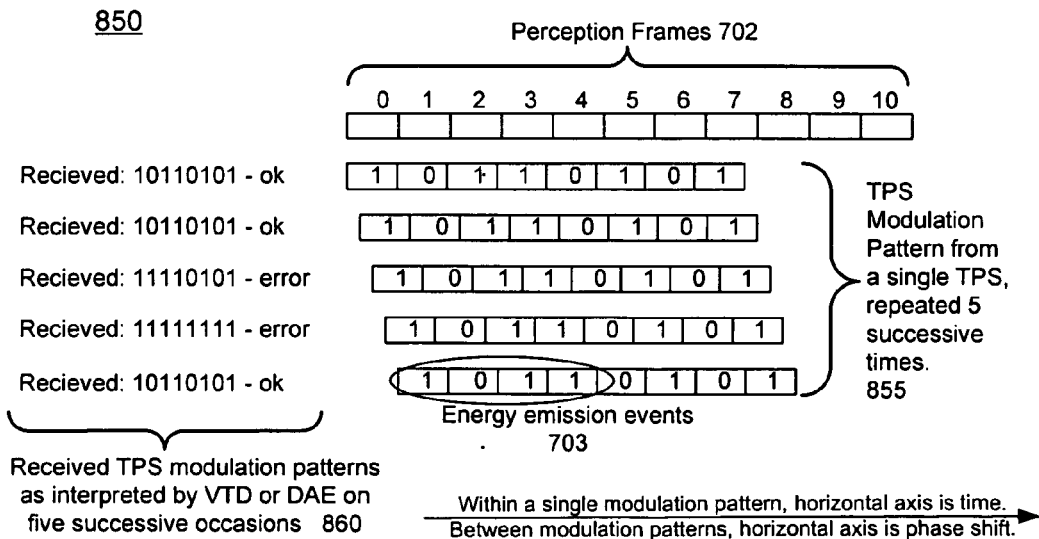 850
Perception Frames 702
0 1 2 3 4 5 6 7 8 9 10
Recieved: 10110101 - ok
1 0 1 1 0 1 0 1
Recieved: 10110101 - ok
1 0 1 1 0 1 0 1
Recieved: 11110101 - error
1 0 1 1 0 1 0 1
Recieved: 11111111 - error
1 0 1 1 0 1 0 1
Recieved: 10110101 - ok
1 0 1 1 0 1 0 1
TPS
Modulation
Pattern from
a single TPS,
repeated 5
successive
times.
855
Energy emission events
703
Received TPS modulation patterns
as interpreted by VTD or DAE on
five successive occasions 860
Within a single modulation pattern, horizontal axis is time.
Between modulation patterns, horizontal axis is phase shift.